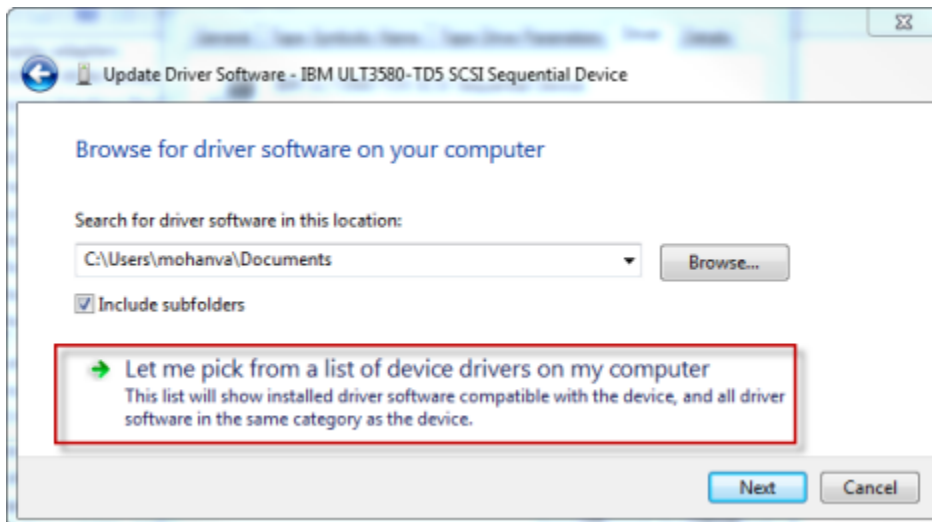 Update Driver Software - IBM ULT3580-TD5 SCSI Sequential Device
Browse for driver software on your computer
Search for driver software in this location:
C:\Users\mohanva\Documents
Browse...
Include subfolders
Let me pick from a list of device drivers on my computer
This list will show installed driver software compatible with the device, and all driver
software in the same category as the device.
Next
Cancel